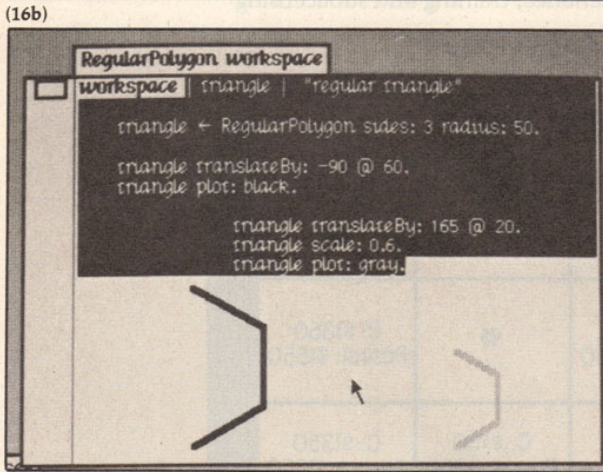 (16b)
RegularPolygon workspace
workspace | triangle | "regular triangle"
triangle ← RegularPolygon sides: 3 radius: 50.
triangle translateBy: -90 @ 60.
triangle plot: black.
triangle translateBy: 165 @ 20.
triangle scale: 0.6.
triangle plot: gray.